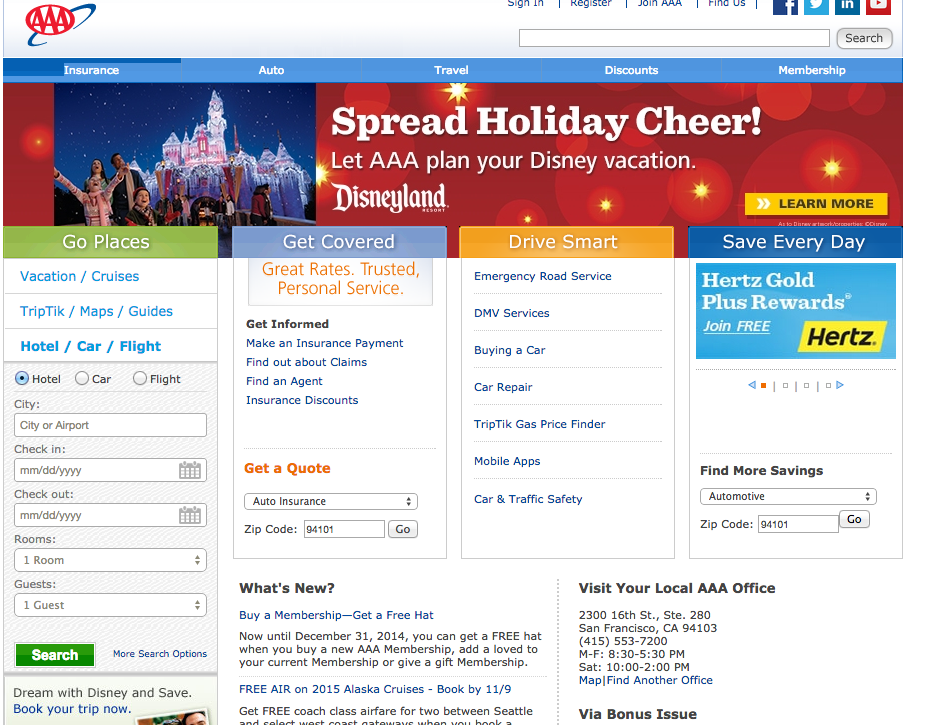 Sign In | Register | Join AAA | Find Us |
AAA
Search
Insurance Auto Travel Discounts Membership
Spread Holiday Cheer!
Let AAA plan your Disney vacation.
Disneyland
RESORT
LEARN MORE
As to Disney artwork/properties: ©Disney
Go Places
Vacation / Cruises
TripTik / Maps / Guides
Hotel / Car / Flight
Hotel Car Flight
City:
City or Airport
Check in:
mm/dd/yyyy
Check out:
mm/dd/yyyy
Rooms:
1 Room
Guests:
1 Guest
Search More Search Options
Dream with Disney and Save.
Book your trip now.
Get Covered
Great Rates. Trusted,
Personal Service.
Get Informed
Make an Insurance Payment
Find out about Claims
Find an Agent
Insurance Discounts
Get a Quote
Auto Insurance
Zip Code: 94101 Go
Drive Smart
Emergency Road Service
DMV Services
Buying a Car
Car Repair
TripTik Gas Price Finder
Mobile Apps
Car & Traffic Safety
Save Every Day
Hertz Gold
Plus Rewards®
Join FREE
Hertz.
Find More Savings
Automotive
Zip Code: 94101 Go
What's New?
Buy a Membership—Get a Free Hat
Now until December 31, 2014, you can get a FREE hat
when you buy a new AAA Membership, add a loved to
your current Membership or give a gift Membership.
FREE AIR on 2015 Alaska Cruises - Book by 11/9
Get FREE coach class airfare for two between Seattle
and select west coast gateways when you book a
Visit Your Local AAA Office
2300 16th St., Ste. 280
San Francisco, CA 94103
(415) 553-7200
M-F: 8:30-5:30 PM
Sat: 10:00-2:00 PM
Map|Find Another Office
Via Bonus Issue